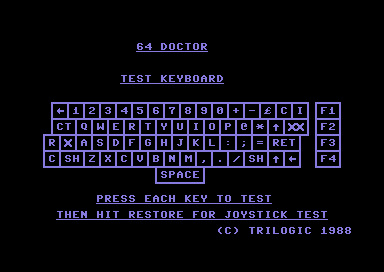 64 DOCTOR
TEST KEYBOARD
← 1 2 3 4 5 6 7 8 9 0 + - £ C I F1
CT Q W E R T Y U I O P @ * ↑ XX F2
R X A S D F G H J K L : ; = RET F3
C SH Z X C V B N M , . / SH ↑ ← F4
SPACE
PRESS EACH KEY TO TEST
THEN HIT RESTORE FOR JOYSTICK TEST
(C) TRILOGIC 1988